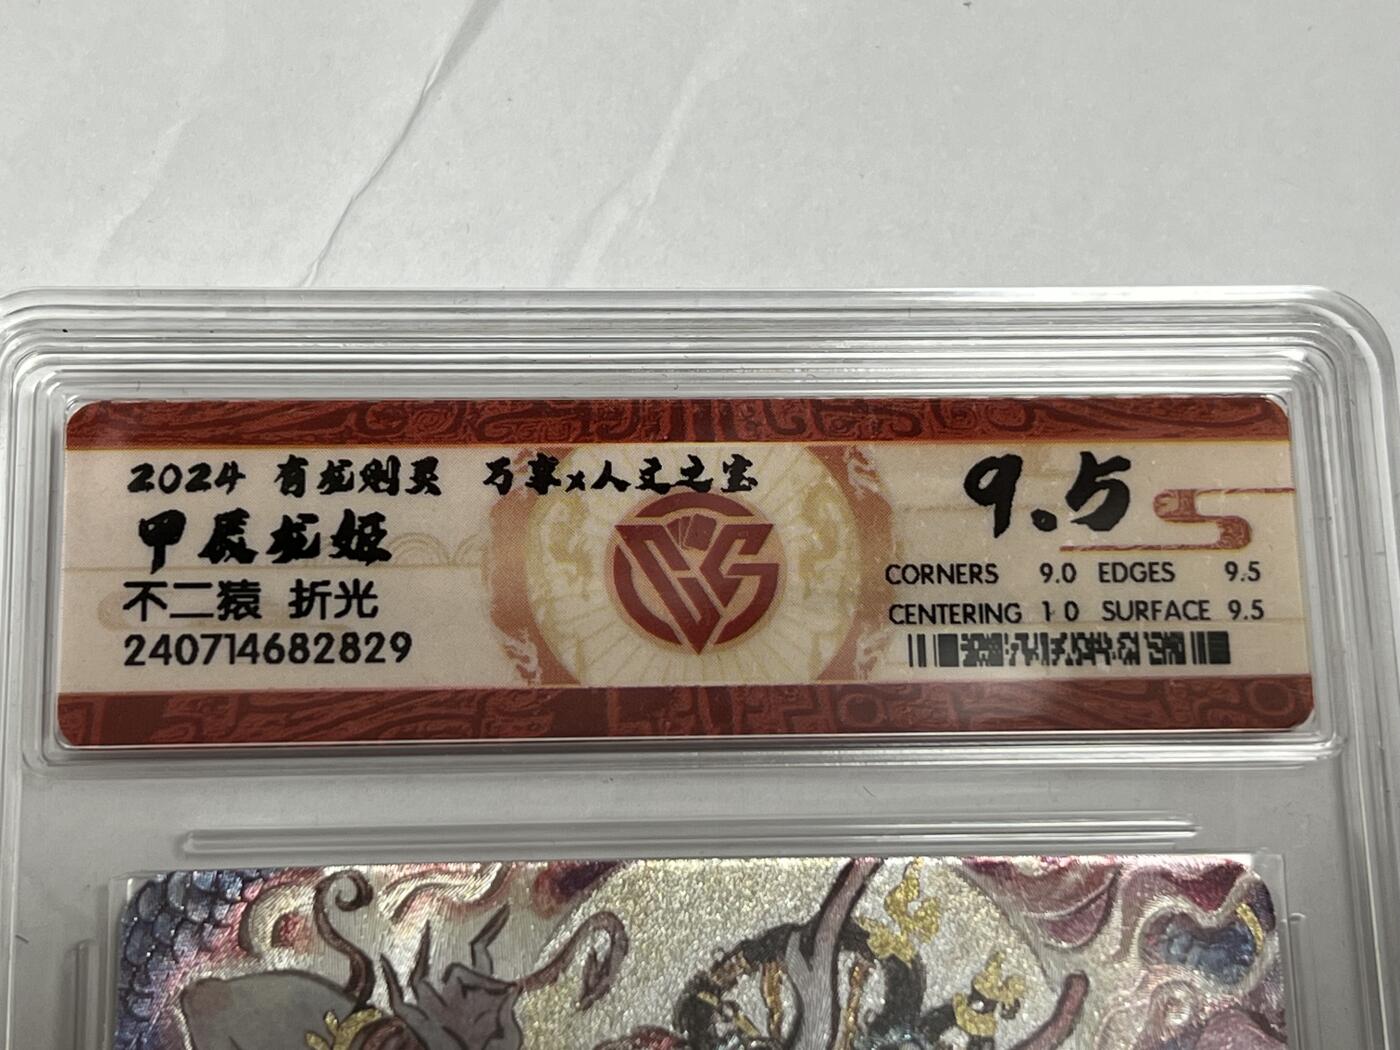 2024 有龙则灵 万享x人文之宝
甲辰龙姬
不二猿 折光
240714682829
9.5
CORNERS 9.0 EDGES 9.5
CENTERING 10 SURFACE 9.5